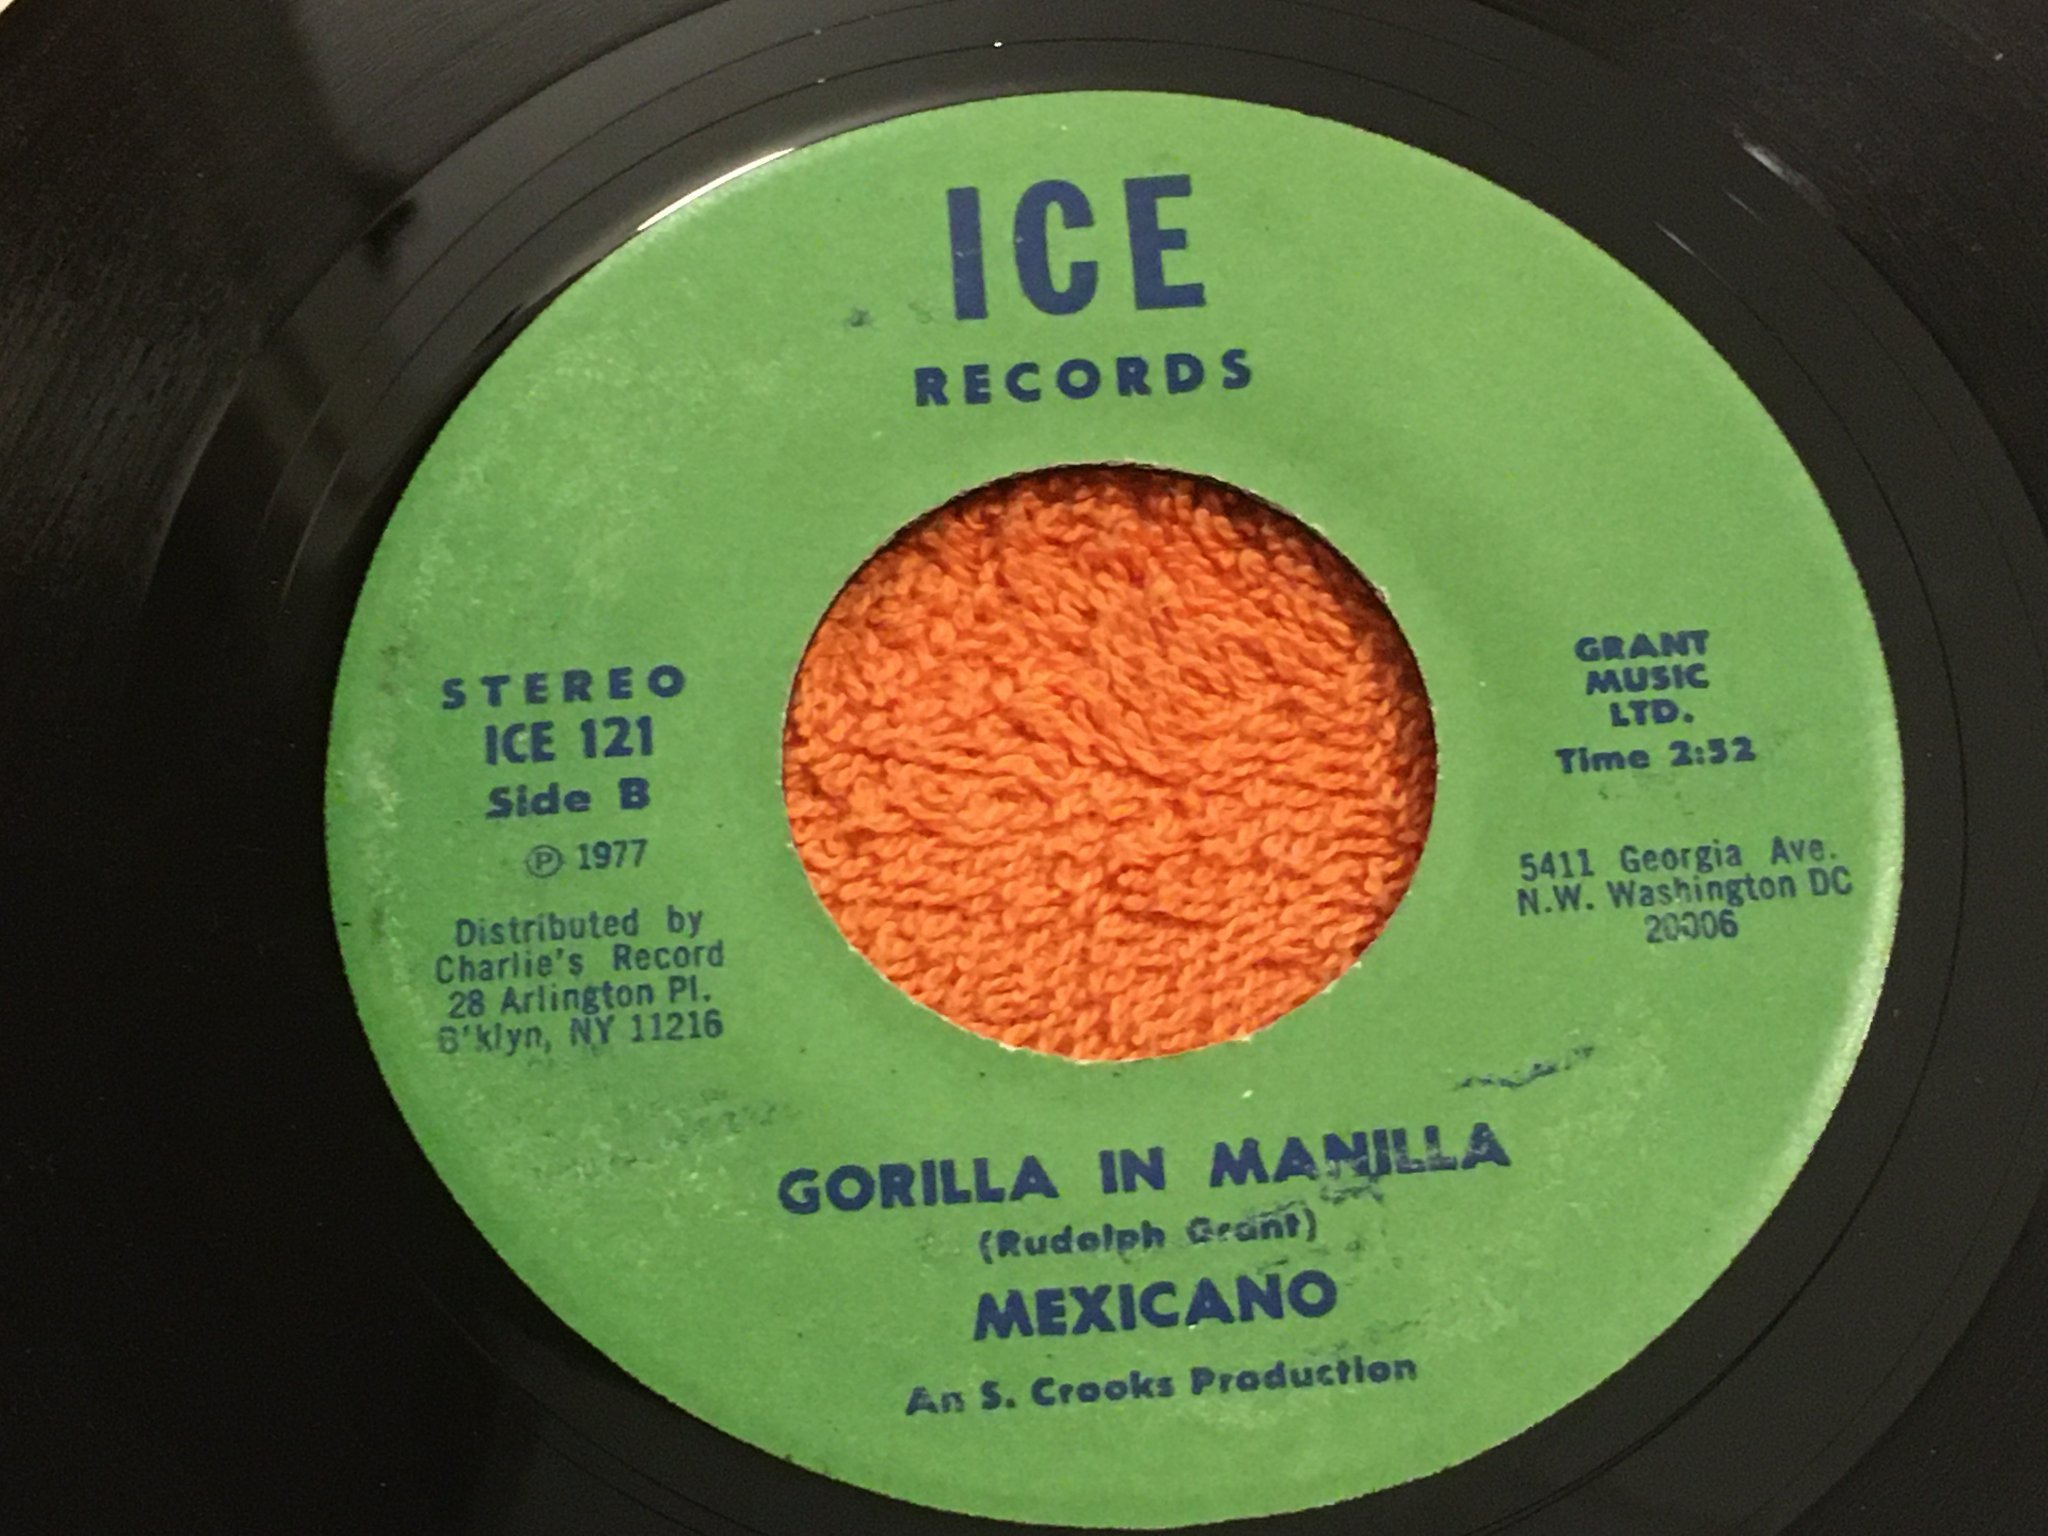 ICE
RECORDS
STEREO
ICE 121
Side B
Ⓟ 1977
Distributed by
Charlie's Record
28 Arlington Pl.
B'klyn, NY 11216
GRANT
MUSIC
LTD.
Time 2:52
5411 Georgia Ave.
N.W. Washington DC
20006
GORILLA IN MANILLA
(Rudolph Grant)
MEXICANO
An S. Crooks Production